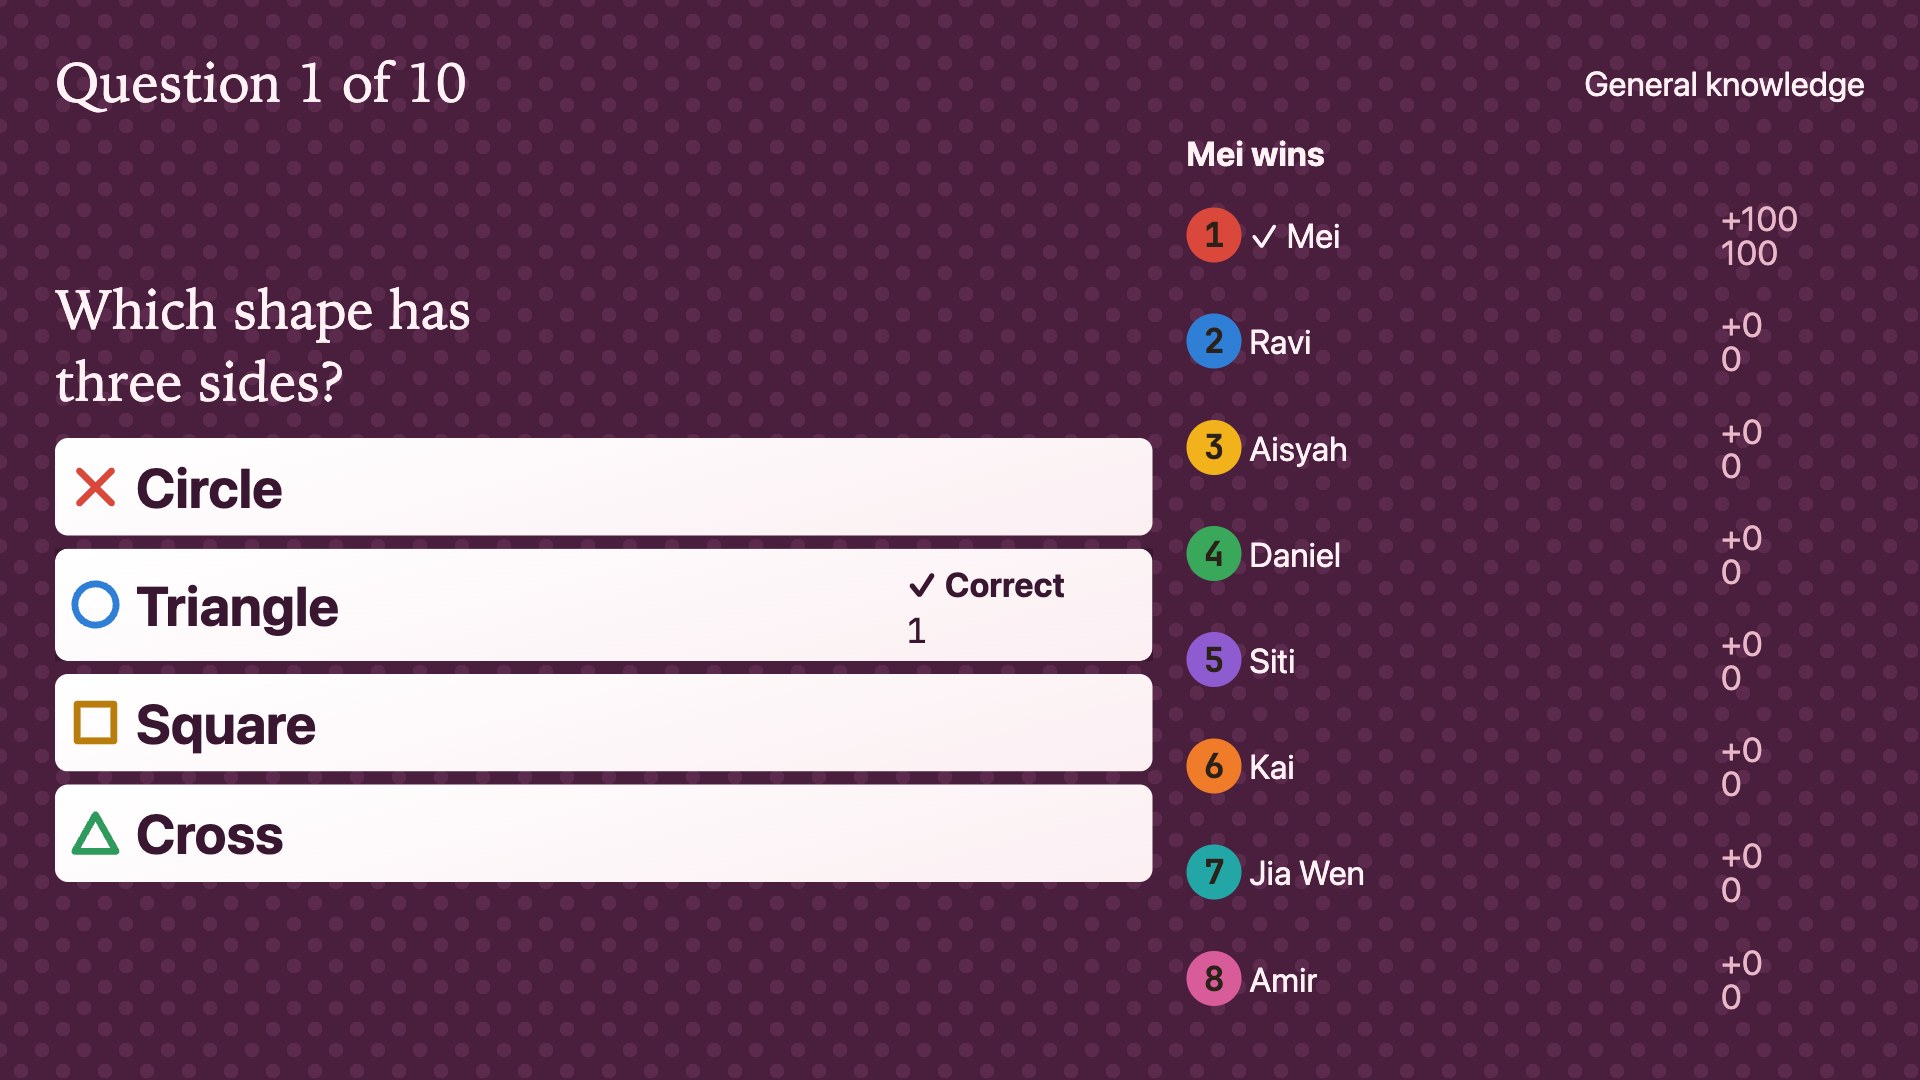 Question 1 of 10
General knowledge
Which shape has
three sides?
Circle
Triangle
✓ Correct
1
Square
Cross
Mei wins
1 ✓ Mei
+100
100
2 Ravi
+0
0
3 Aisyah
+0
0
4 Daniel
+0
0
5 Siti
+0
0
6 Kai
+0
0
7 Jia Wen
+0
0
8 Amir
+0
0